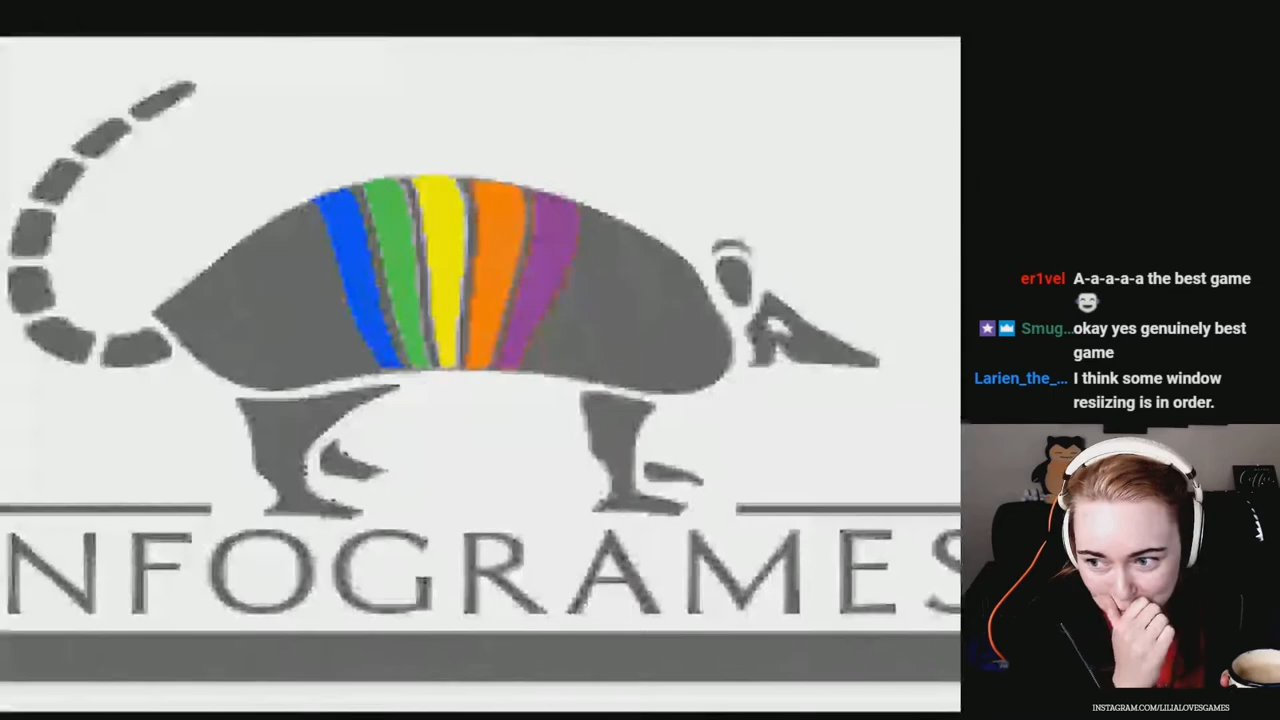 NFOGRAMES
er1vel A-a-a-a-a the best game
Smug... okay yes genuinely best
game
Larien_the_... I think some window
resiizing is in order.
INSTAGRAM.COM/LILIALOVESGAMES